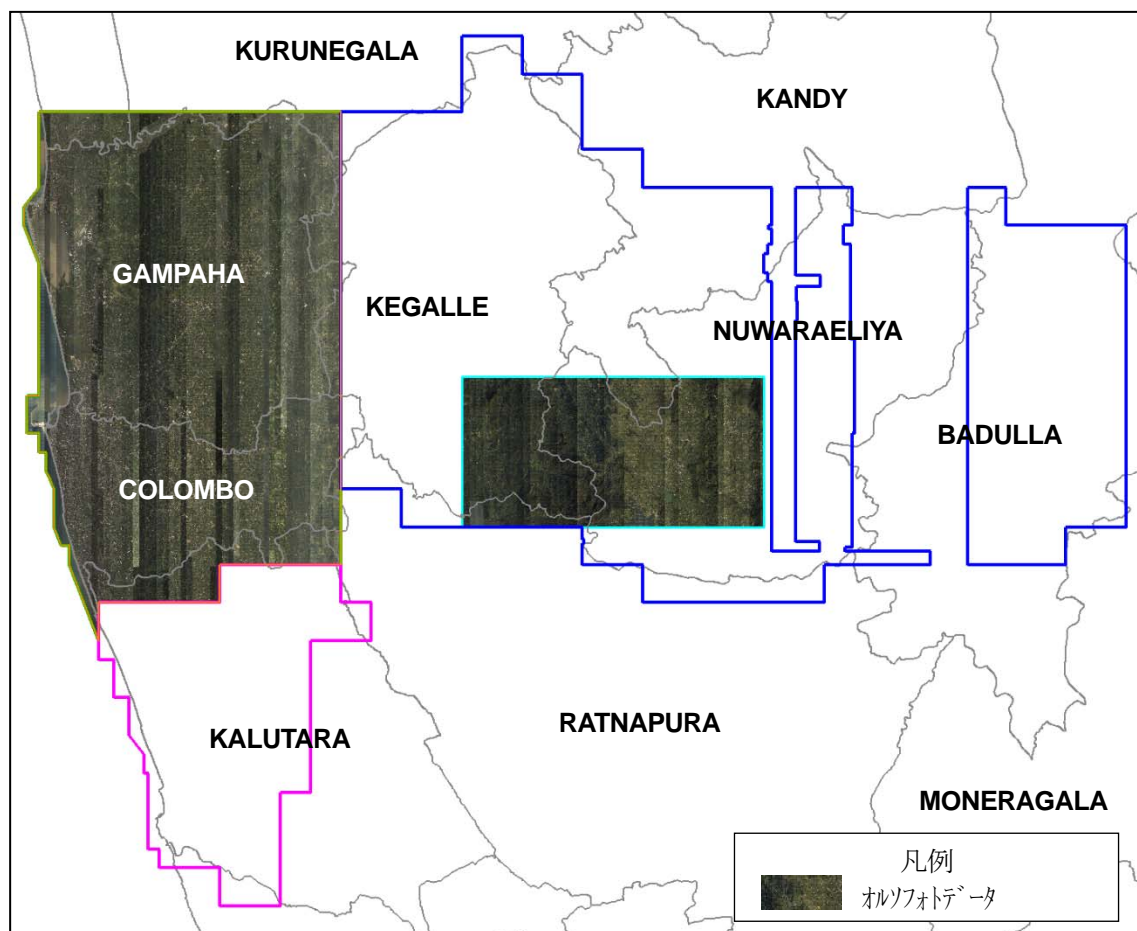 KURUNEGALA
KANDY
GAMPAHA
KEGALLE
NUWARAELIYA
BADULLA
COLOMBO
KALUTARA
RATNAPURA
MONERAGALA
凡例
オルソフォトデータ